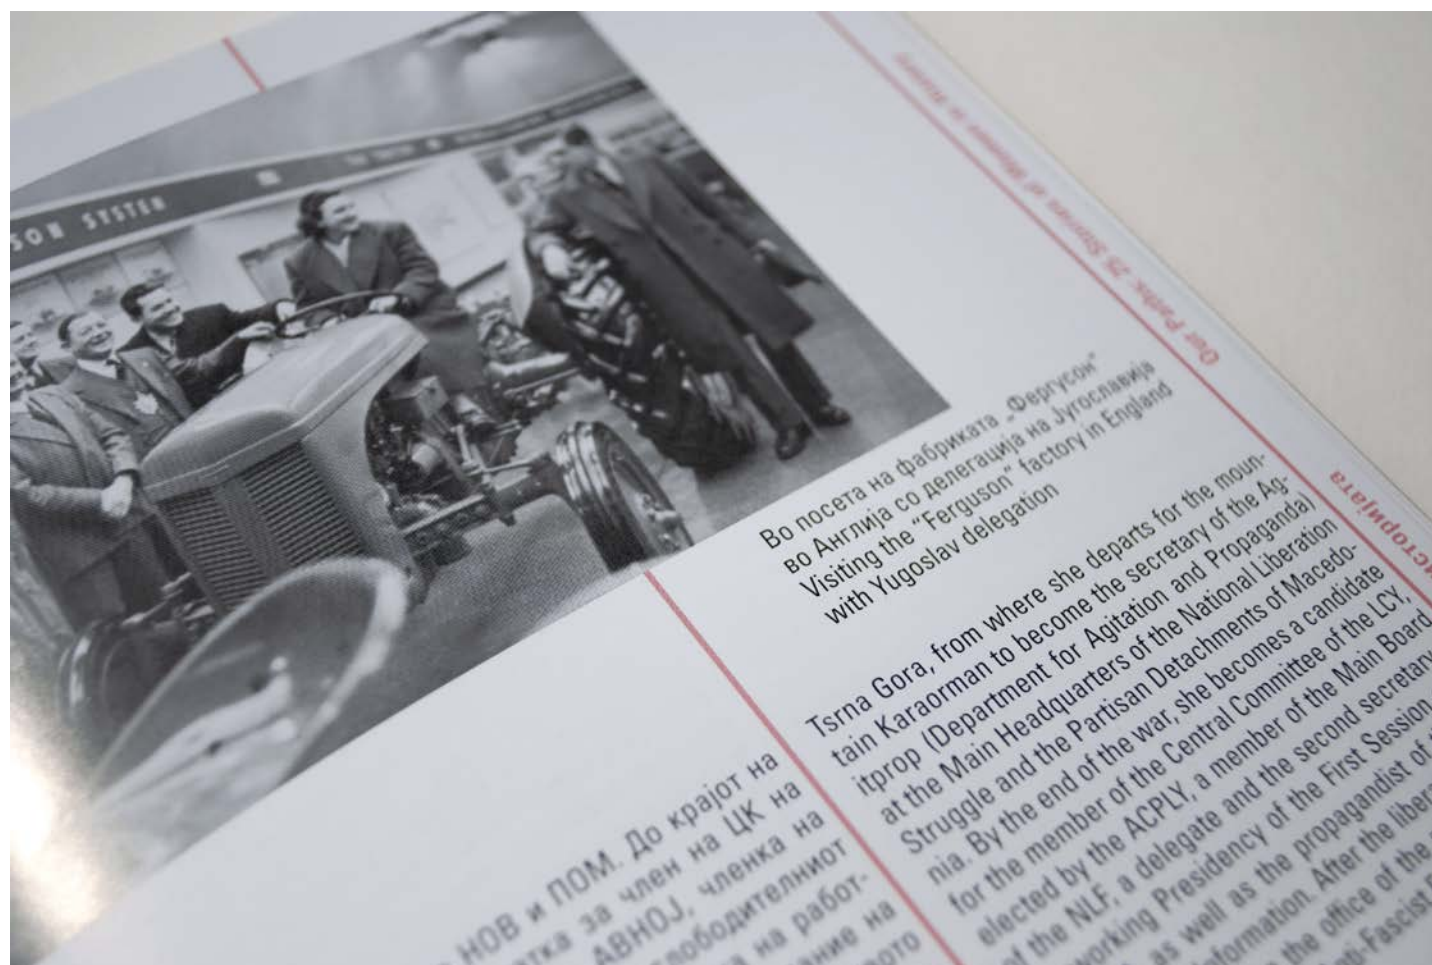 SON SYSTEM
Our Paths: 25 Stories of Women in History
историјата
Во посета на фабриката „Фергусон“
во Англија со делегација на Југославија
Visiting the “Ferguson” factory in England
with Yugoslav delegation
Tsrna Gora, from where she departs for the moun-
tain Karaorman to become the secretary of the Ag-
itprop (Department for Agitation and Propaganda)
at the Main Headquarters of the National Liberation
Struggle and the Partisan Detachments of Macedo-
nia. By the end of the war, she becomes a candidate
for the member of the Central Committee of the LCY,
elected by the ACPLY, a member of the Main Board
of the NLF, a delegate and the second secretary
working Presidency of the First Session
as well as the propagandist of
nformation. After the libera
the office of the
nti-Fascist
НОВ и ПОМ. До крајот на
тка за член на ЦК на
АВНОЈ, членка на
слободителниот
а на работ-
ание на